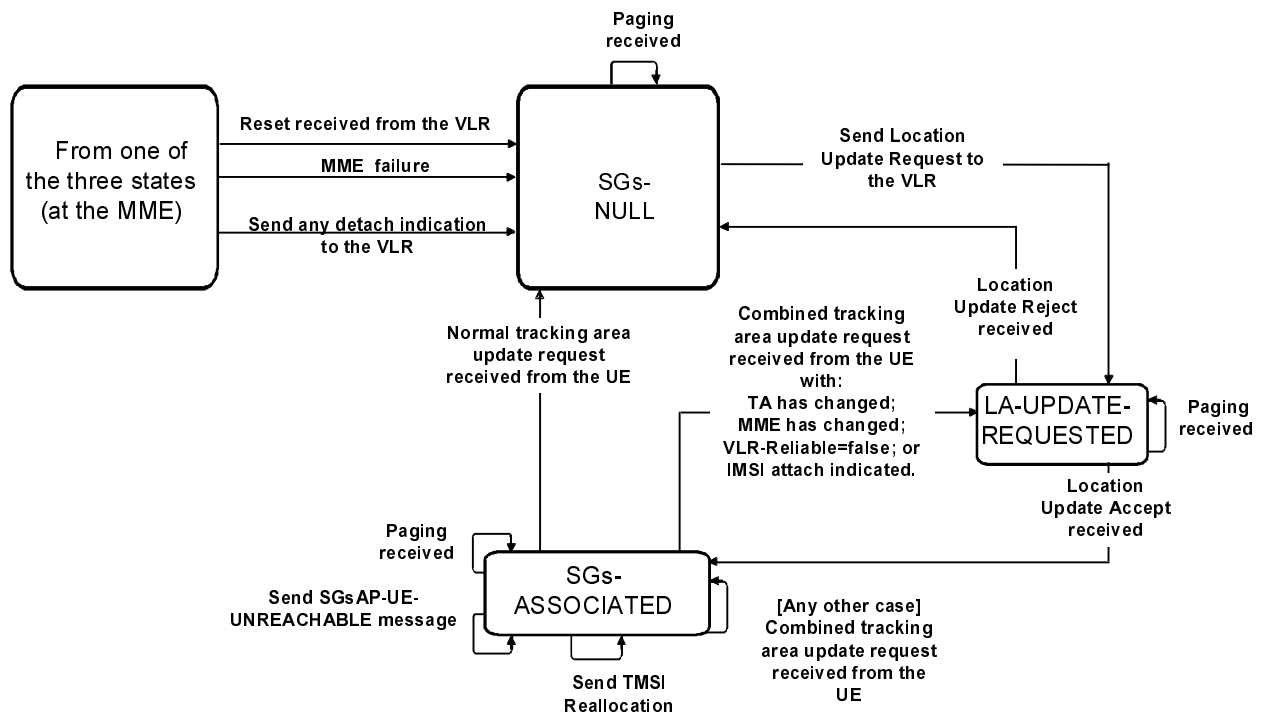 Paging
received
From one of
the three states
(at the MME)
Reset received from the VLR
MME failure
Send any detach indication
to the VLR
SGs-
NULL
Send Location
Update Request to
the VLR
Location
Update Reject
received
Normal tracking area
update request
received from the UE
Combined tracking
area update request
received from the UE
with:
TA has changed;
MME has changed;
VLR-Reliable=false; or
IMSI attach indicated.
LA-UPDATE-
REQUESTED
Paging
received
Location
Update Accept
received
Paging
received
Send SGsAP-UE-
UNREACHABLE message
SGs-
ASSOCIATED
Send TMSI
Reallocation
[Any other case]
Combined tracking
area update request
received from the
UE